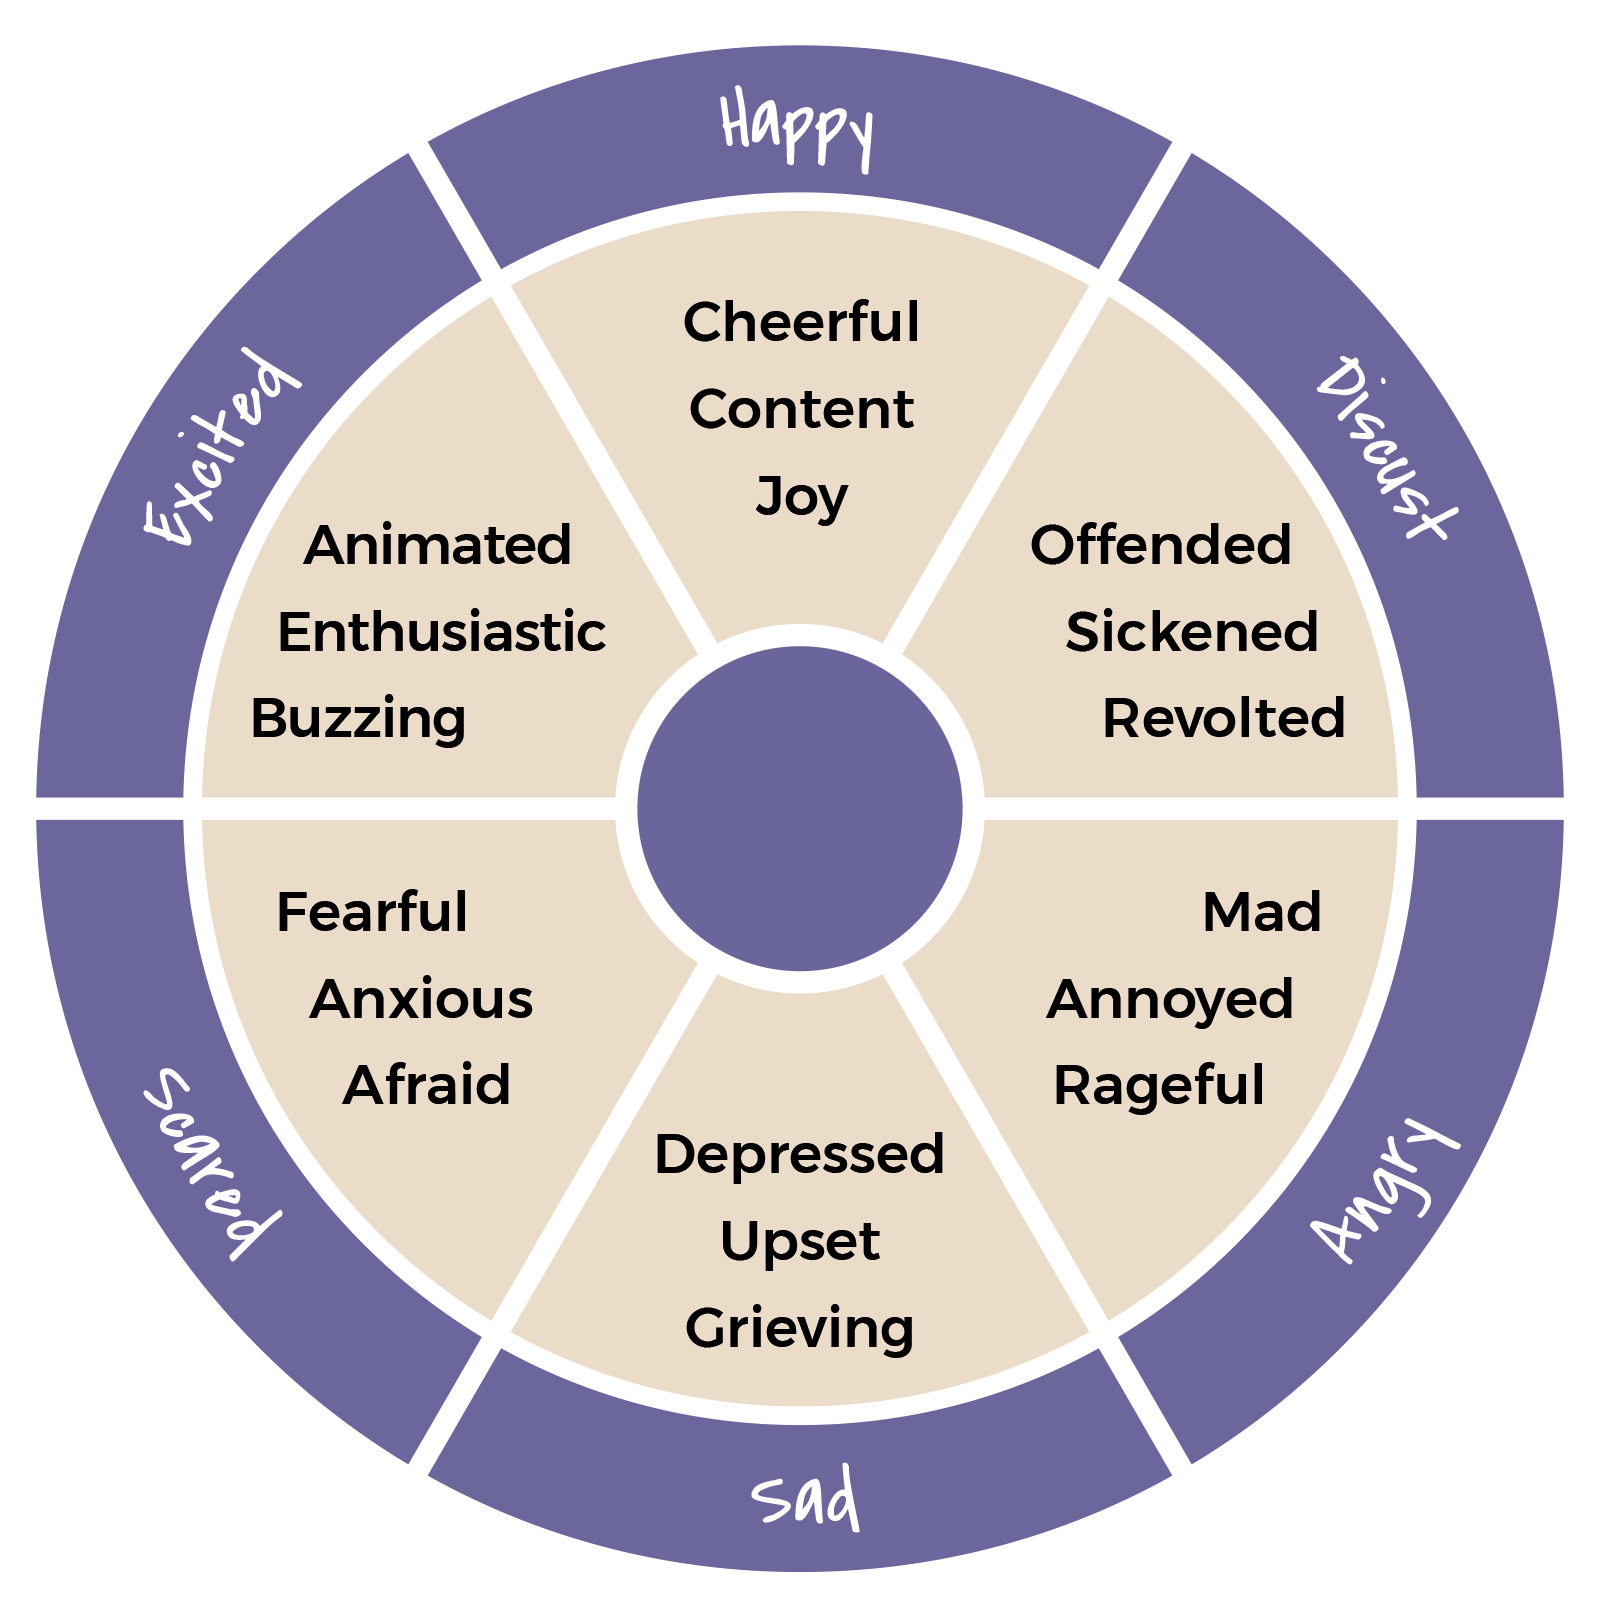 Happy
Cheerful
Content
Joy
Discust
Offended
Sickened
Revolted
Angry
Mad
Annoyed
Rageful
Sad
Depressed
Upset
Grieving
Scared
Fearful
Anxious
Afraid
Excited
Animated
Enthusiastic
Buzzing